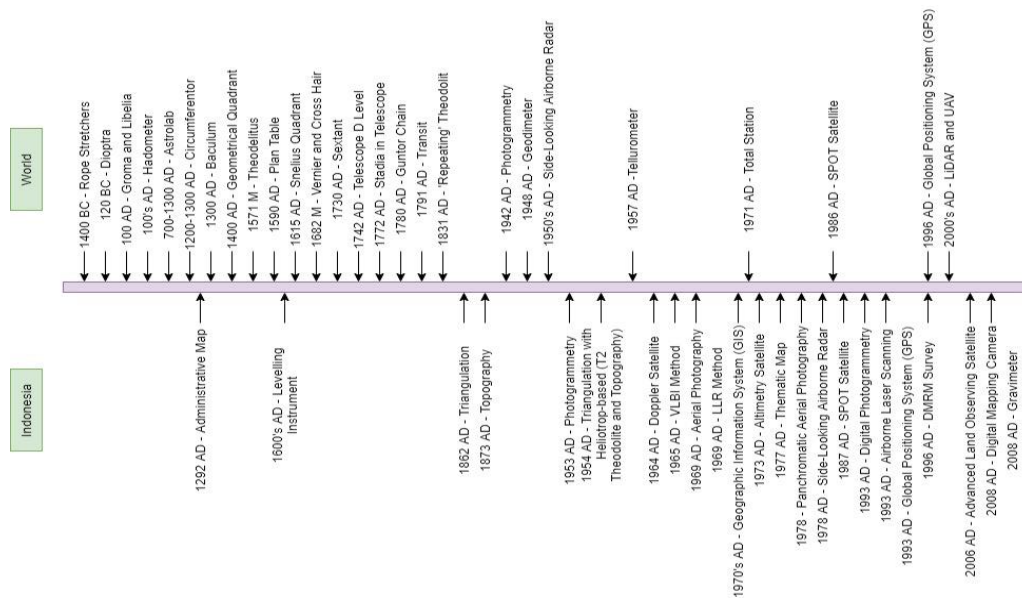 World
1400 BC - Rope Stretchers
120 BC - Dioptra
100 AD - Groma and Libelia
100's AD - Hadometer
700-1300 AD - Astrolab
1200-1300 AD - Circumferentor
1300 AD - Baculum
1400 AD - Geometrical Quadrant
1571 M - Theodelitus
1590 AD - Plan Table
1615 AD - Snelius Quadrant
1682 M - Vernier and Cross Hair
1730 AD - Sextant
1742 AD - Telescope D Level
1772 AD - Stadia in Telescope
1780 AD - Guntor Chain
1791 AD - Transit
1831 AD - 'Repeating' Theodolit
1942 AD - Photogrammetry
1948 AD - Geodimeter
1950's AD - Side-Looking Airborne Radar
1957 AD -Tellurometer
1971 AD - Total Station
1986 AD - SPOT Satellite
1996 AD - Global Positioning System (GPS)
2000's AD - LiDAR and UAV
Indonesia
1292 AD - Administrative Map
1600's AD - Levelling
Instrument
1862 AD - Triangulation
1873 AD - Topography
1953 AD - Photogrammetry
1954 AD - Triangulation with
Heliotrop-based (T2
Theodolite and Topography)
1964 AD - Doppler Satellite
1965 AD - VLBI Method
1969 AD - Aerial Photography
1969 AD - LLR Method
1970's AD - Geographic Information System (GIS)
1973 AD - Altimetry Satellite
1977 AD - Thematic Map
1978 - Panchromatic Aerial Photography
1978 AD - Side-Looking Airborne Radar
1987 AD - SPOT Satellite
1993 AD - Digital Photogrammetry
1993 AD - Airborne Laser Scanning
1993 AD - Global Positioning System (GPS)
1996 AD - DMRM Survey
2006 AD - Advanced Land Observing Satellite
2008 AD - Digital Mapping Camera
2008 AD - Gravimeter